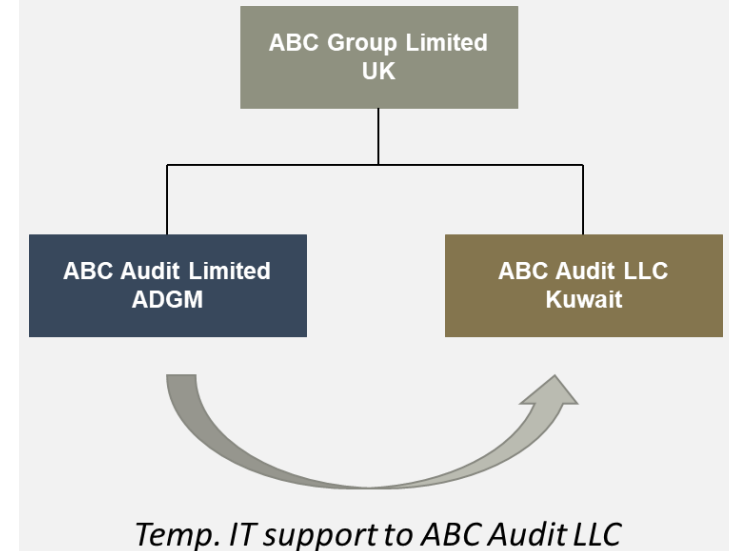 ABC Group Limited
UK
ABC Audit Limited
ADGM
ABC Audit LLC
Kuwait
Temp. IT support to ABC Audit LLC